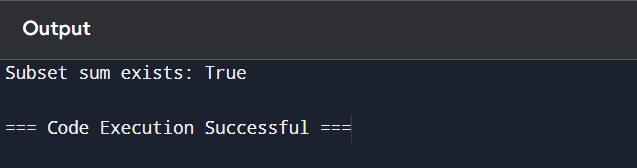 Output
Subset sum exists: True
=== Code Execution Successful ===